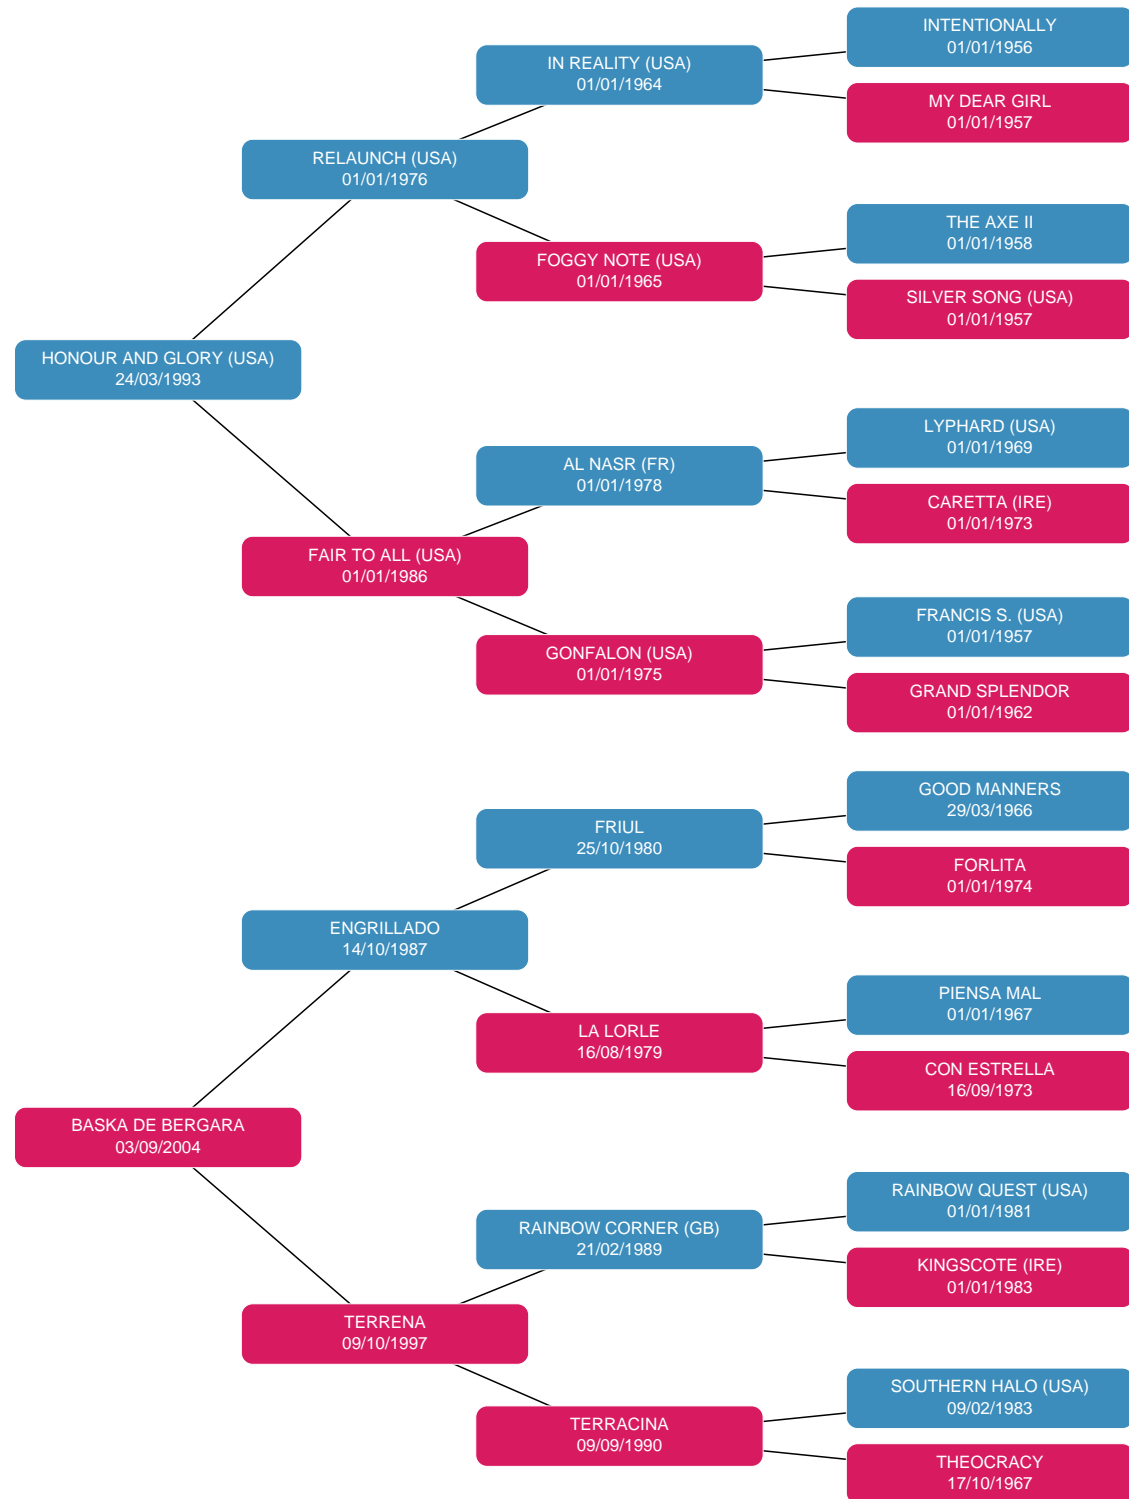 INTENTIONALLY
01/01/1956
IN REALITY (USA)
01/01/1964
MY DEAR GIRL
01/01/1957
RELAUNCH (USA)
01/01/1976
THE AXE II
01/01/1958
FOGGY NOTE (USA)
01/01/1965
SILVER SONG (USA)
01/01/1957
HONOUR AND GLORY (USA)
24/03/1993
LYPHARD (USA)
01/01/1969
AL NASR (FR)
01/01/1978
CARETTA (IRE)
01/01/1973
FAIR TO ALL (USA)
01/01/1986
FRANCIS S. (USA)
01/01/1957
GONFALON (USA)
01/01/1975
GRAND SPLENDOR
01/01/1962
GOOD MANNERS
29/03/1966
FRIUL
25/10/1980
FORLITA
01/01/1974
ENGRILLADO
14/10/1987
PIENSA MAL
01/01/1967
LA LORLE
16/08/1979
CON ESTRELLA
16/09/1973
BASKA DE BERGARA
03/09/2004
RAINBOW QUEST (USA)
01/01/1981
RAINBOW CORNER (GB)
21/02/1989
KINGSCOTE (IRE)
01/01/1983
TERRENA
09/10/1997
SOUTHERN HALO (USA)
09/02/1983
TERRACINA
09/09/1990
THEOCRACY
17/10/1967